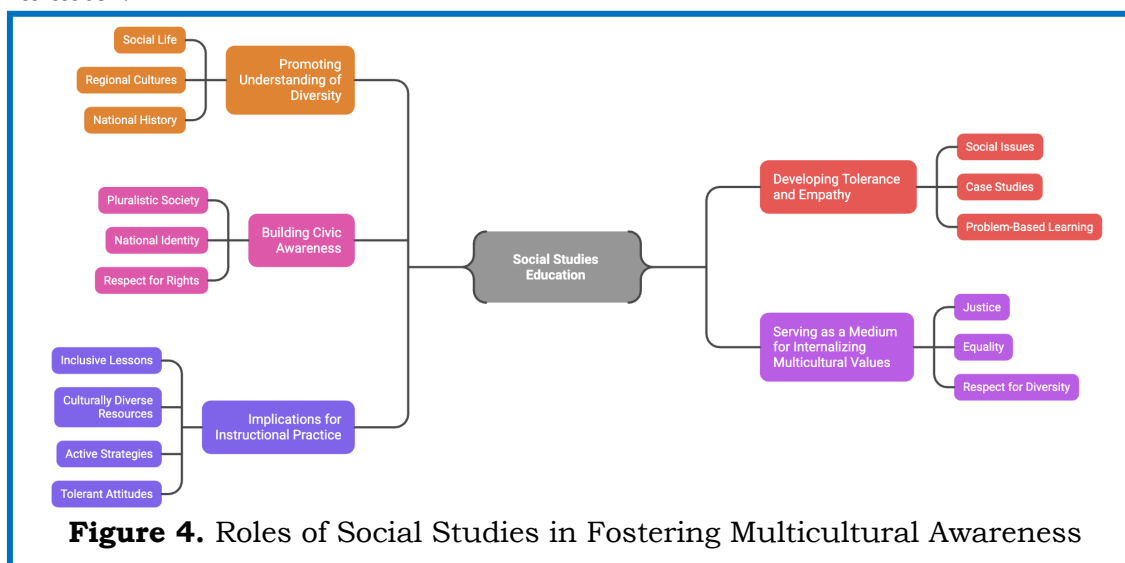 Social Life
Regional Cultures
National History
Promoting
Understanding of
Diversity
Pluralistic Society
National Identity
Respect for Rights
Building Civic
Awareness
Inclusive Lessons
Culturally Diverse
Resources
Active Strategies
Tolerant Attitudes
Implications for
Instructional Practice
Social Studies
Education
Developing Tolerance
and Empathy
Social Issues
Case Studies
Problem-Based Learning
Serving as a Medium
for Internalizing
Multicultural Values
Justice
Equality
Respect for Diversity
Figure 4. Roles of Social Studies in Fostering Multicultural Awareness